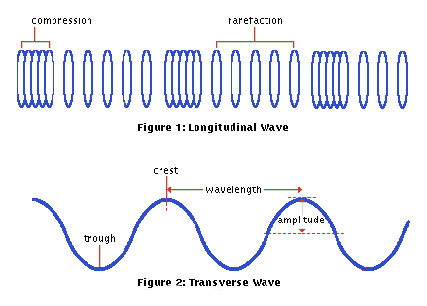 compression
rarefaction
Figure 1: Longitudinal Wave
crest
wavelength
amplitude
trough
Figure 2: Transverse Wave